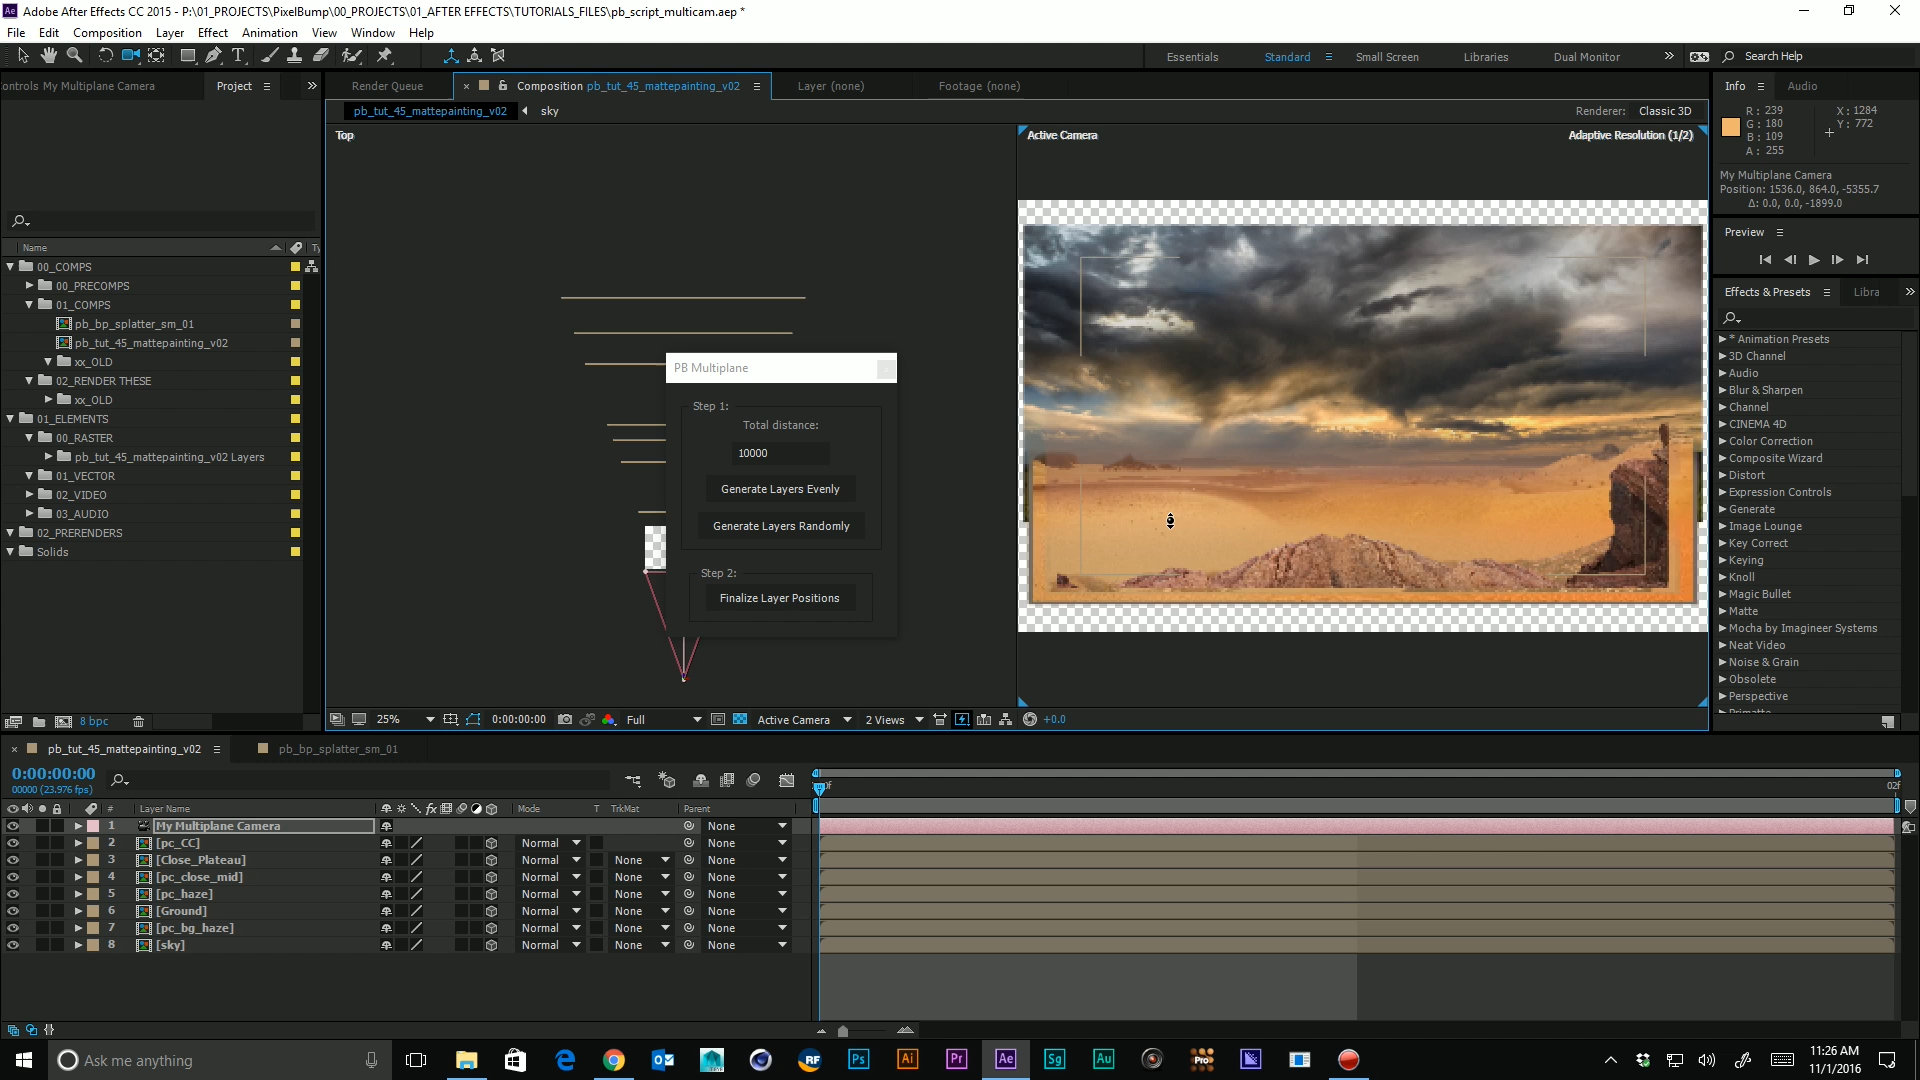 Ae Adobe After Effects CC 2015 - P:\01_PROJECTS\PixelBump\00_PROJECTS\01_AFTER EFFECTS\TUTORIALS_FILES\pb_script_multicam.aep *
File Edit Composition Layer Effect Animation View Window Help
Essentials Standard Small Screen Libraries Dual Monitor Search Help
ontrols My Multiplane Camera Project
Render Queue Composition pb_tut_45_mattepainting_v02 Layer (none) Footage (none)
pb_tut_45_mattepainting_v02 sky Renderer: Classic 3D
Top
Active Camera Adaptive Resolution (1/2)
Info Audio
R: 239 X: 1284
G: 180 Y: 772
B: 109
A: 255
My Multiplane Camera
Position: 1536.0, 864.0, -5355.7
Δ: 0.0, 0.0, -1899.0
Preview
Effects & Presets Libra
* Animation Presets
3D Channel
Audio
Blur & Sharpen
Channel
CINEMA 4D
Color Correction
Composite Wizard
Distort
Expression Controls
Generate
Image Lounge
Key Correct
Keying
Knoll
Magic Bullet
Matte
Mocha by Imagineer Systems
Neat Video
Noise & Grain
Obsolete
Perspective
Name Ty
00_COMPS
00_PRECOMPS
01_COMPS
pb_bp_splatter_sm_01
pb_tut_45_mattepainting_v02
xx_OLD
02_RENDER THESE
xx_OLD
01_ELEMENTS
00_RASTER
pb_tut_45_mattepainting_v02 Layers
01_VECTOR
02_VIDEO
03_AUDIO
02_PRERENDERS
Solids
8 bpc
PB Multiplane
Step 1:
Total distance:
10000
Generate Layers Evenly
Generate Layers Randomly
Step 2:
Finalize Layer Positions
25% 0:00:00:00 Full Active Camera 2 Views +0.0
pb_tut_45_mattepainting_v02 pb_bp_splatter_sm_01
0:00:00:00
00000 (23.976 fps)
02f
# Layer Name fx Mode T TrkMat Parent
1 My Multiplane Camera None
2 [pc_CC] Normal None
3 [Close_Plateau] Normal None None
4 [pc_close_mid] Normal None None
5 [pc_haze] Normal None None
6 [Ground] Normal None None
7 [pc_bg_haze] Normal None None
8 [sky] Normal None None
Ask me anything RF Ps Ai Pr Ae Sg Au Pro
11:26 AM
11/1/2016